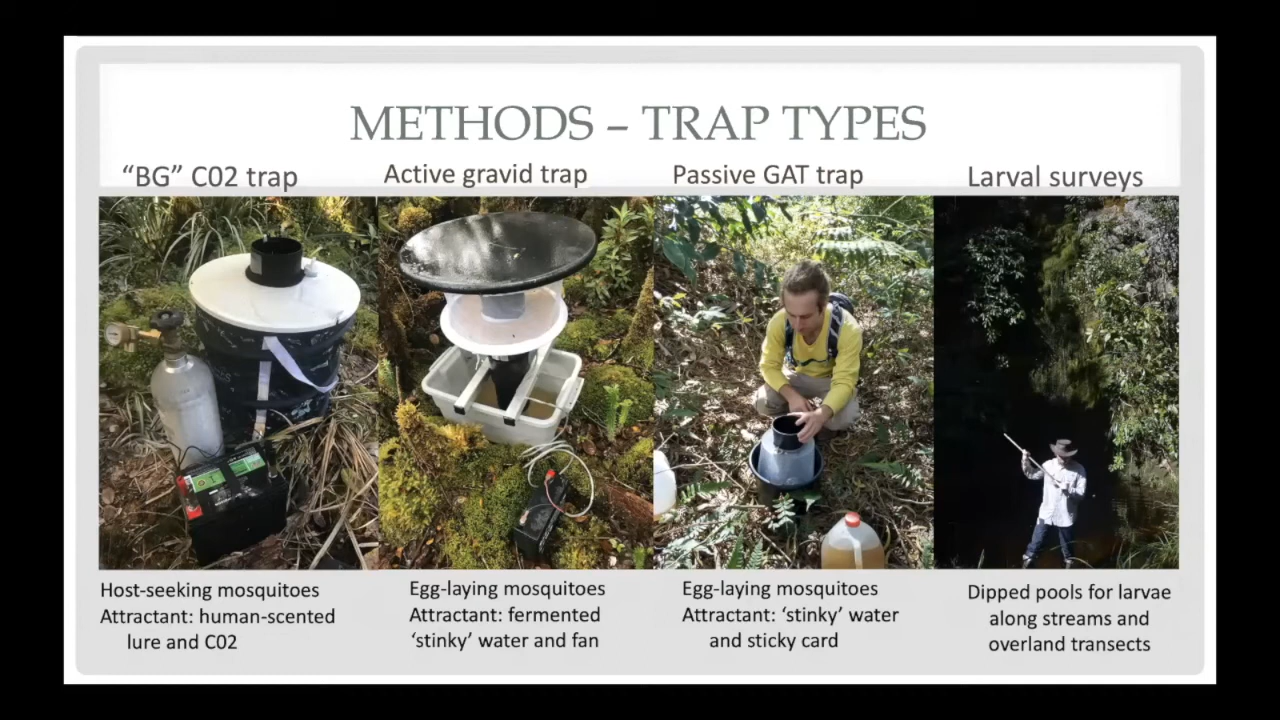 METHODS – TRAP TYPES
“BG” C02 trap
Active gravid trap
Passive GAT trap
Larval surveys
Host-seeking mosquitoes
Attractant: human-scented
lure and C02
Egg-laying mosquitoes
Attractant: fermented
‘stinky’ water and fan
Egg-laying mosquitoes
Attractant: ‘stinky’ water
and sticky card
Dipped pools for larvae
along streams and
overland transects